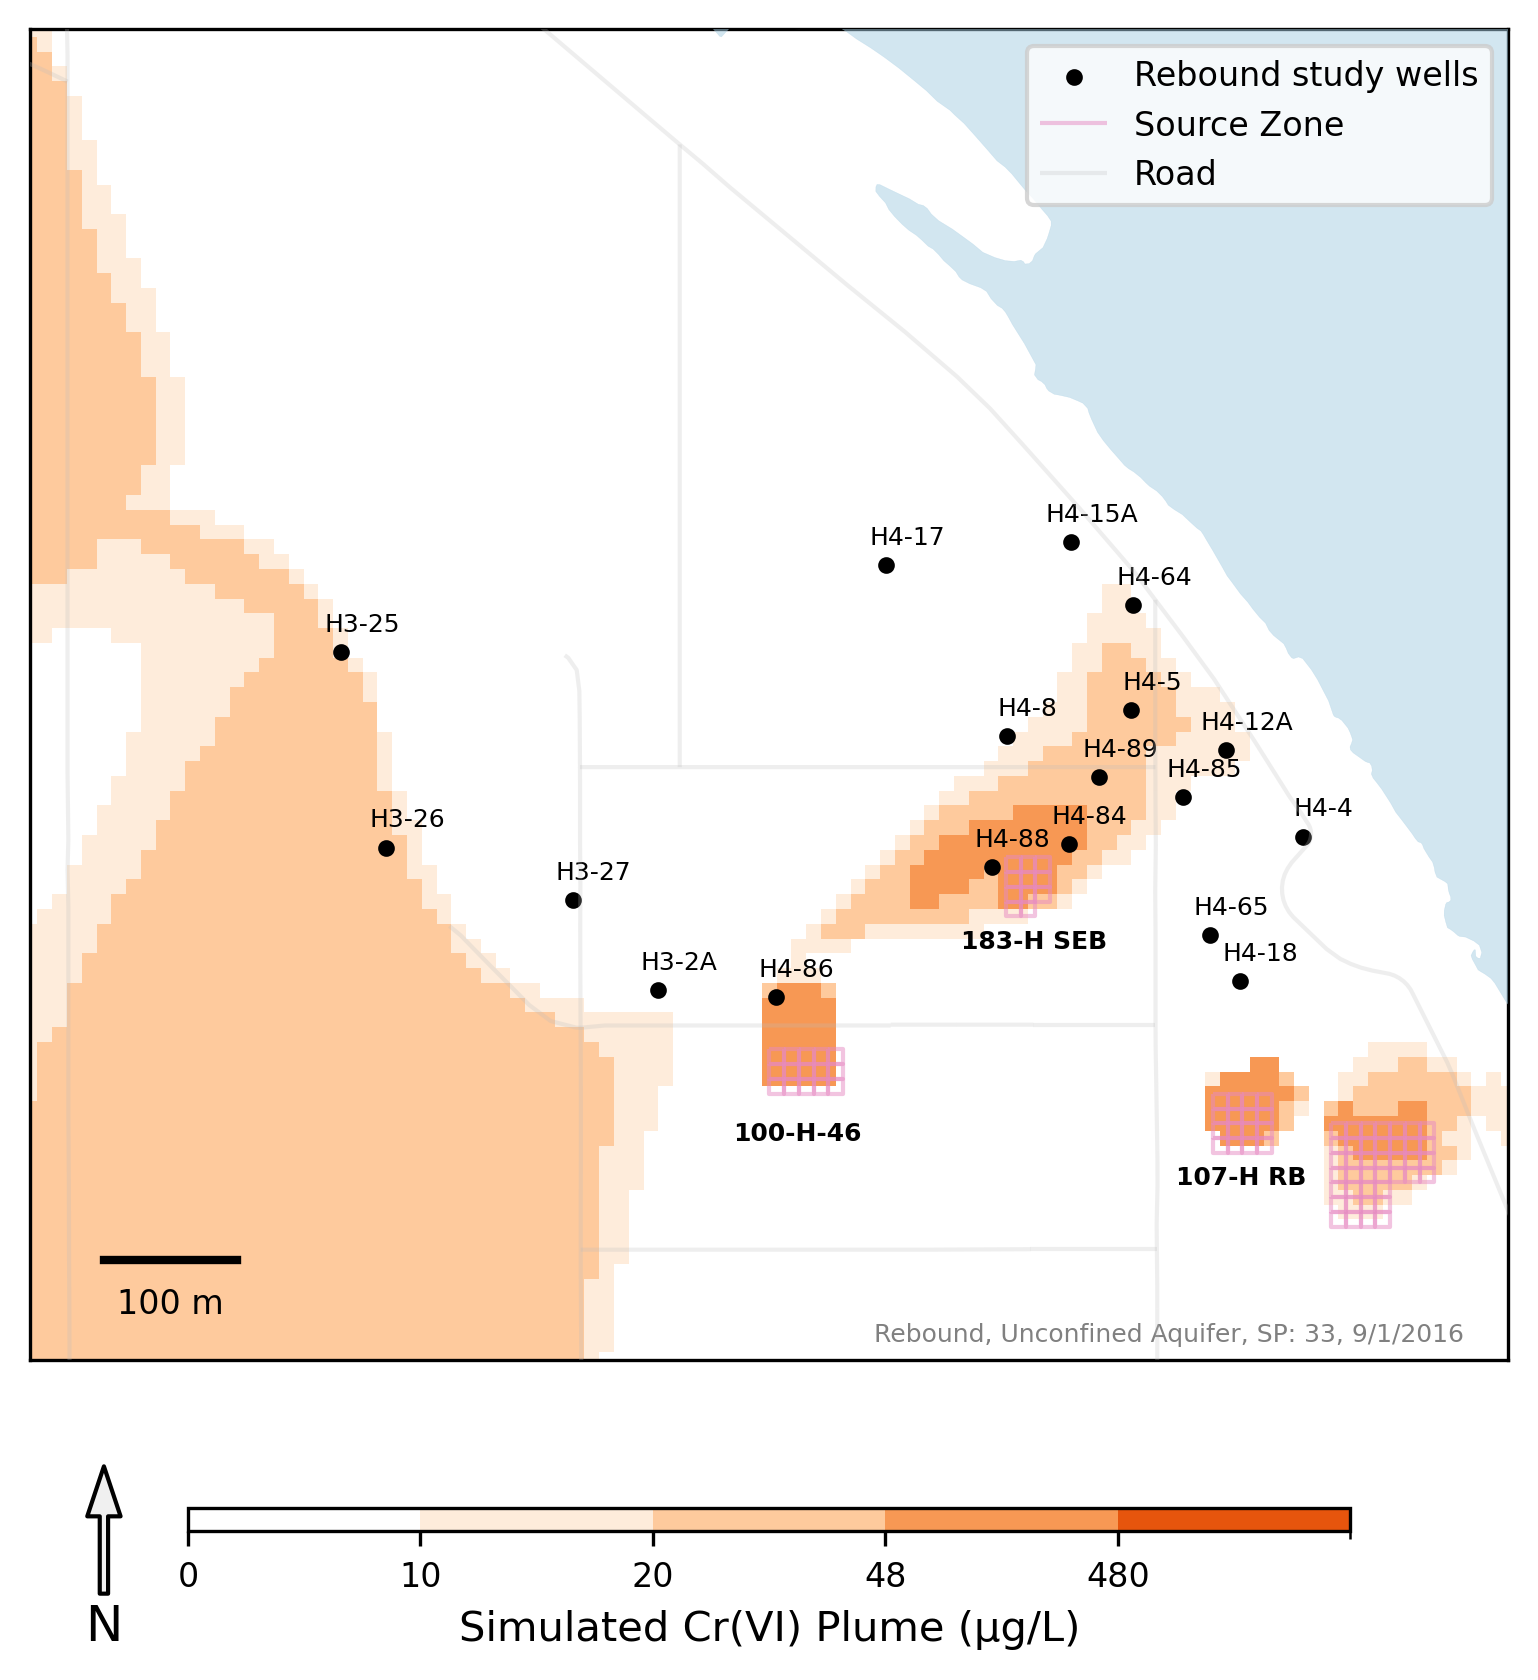 Rebound study wells
Source Zone
Road
H4-15A
H4-17
H4-64
H3-25
H4-5
H4-8
H4-12A
H4-89
H4-85
H4-4
H3-26
H4-84
H4-88
H3-27
H4-65
183-H SEB
H4-18
H3-2A
H4-86
100-H-46
107-H RB
100 m
Rebound, Unconfined Aquifer, SP: 33, 9/1/2016
0 10 20 48 480
N
Simulated Cr(VI) Plume (µg/L)